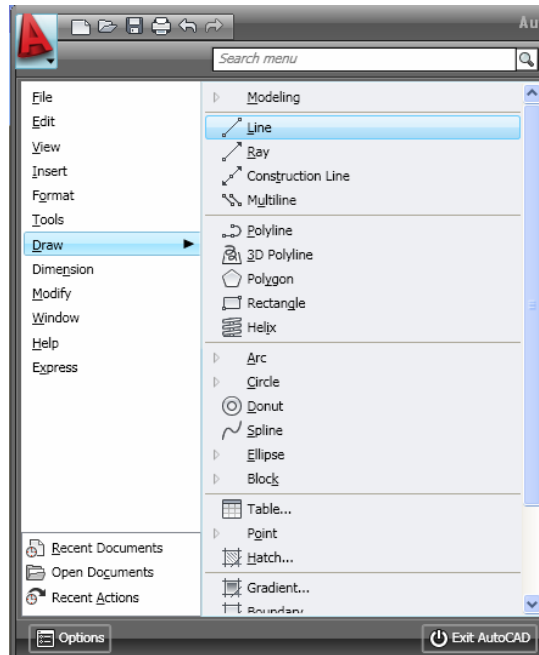 Au
Search menu
File
Edit
View
Insert
Format
Tools
Draw
Dimension
Modify
Window
Help
Express
Recent Documents
Open Documents
Recent Actions
Modeling
Line
Ray
Construction Line
Multiline
Polyline
3D Polyline
Polygon
Rectangle
Helix
Arc
Circle
Donut
Spline
Ellipse
Block
Table...
Point
Hatch...
Gradient...
Boundary
Options
Exit AutoCAD